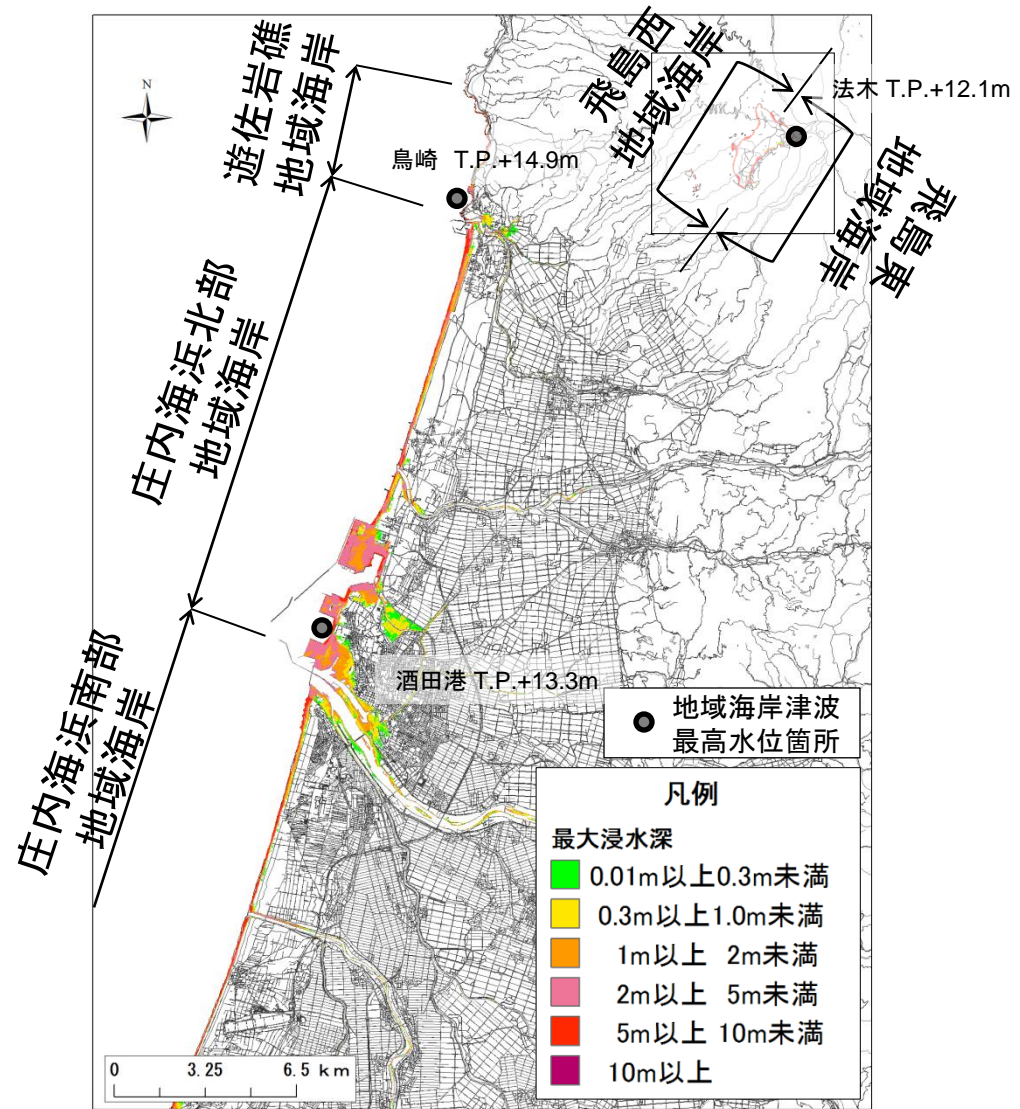 N
遊佐岩礁
地域海岸
飛島西
地域海岸
法木 T.P.+12.1m
飛島東
地域海岸
鳥崎 T.P.+14.9m
庄内海浜北部
地域海岸
酒田港 T.P.+13.3m
庄内海浜南部
地域海岸
地域海岸津波
最高水位箇所
凡例
最大浸水深
0.01m以上0.3m未満
0.3m以上1.0m未満
1m以上 2m未満
2m以上 5m未満
5m以上 10m未満
10m以上
0 3.25 6.5 km